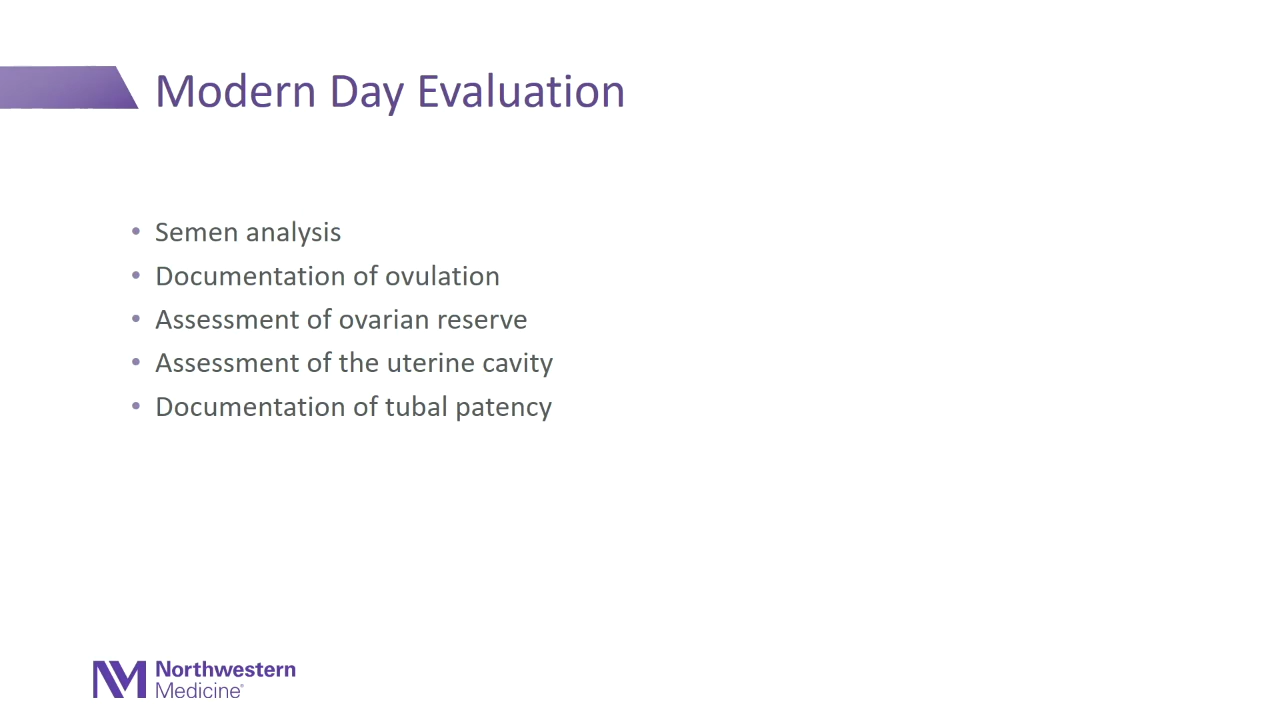 Modern Day Evaluation
• Semen analysis
• Documentation of ovulation
• Assessment of ovarian reserve
• Assessment of the uterine cavity
• Documentation of tubal patency
NM Northwestern
Medicine®